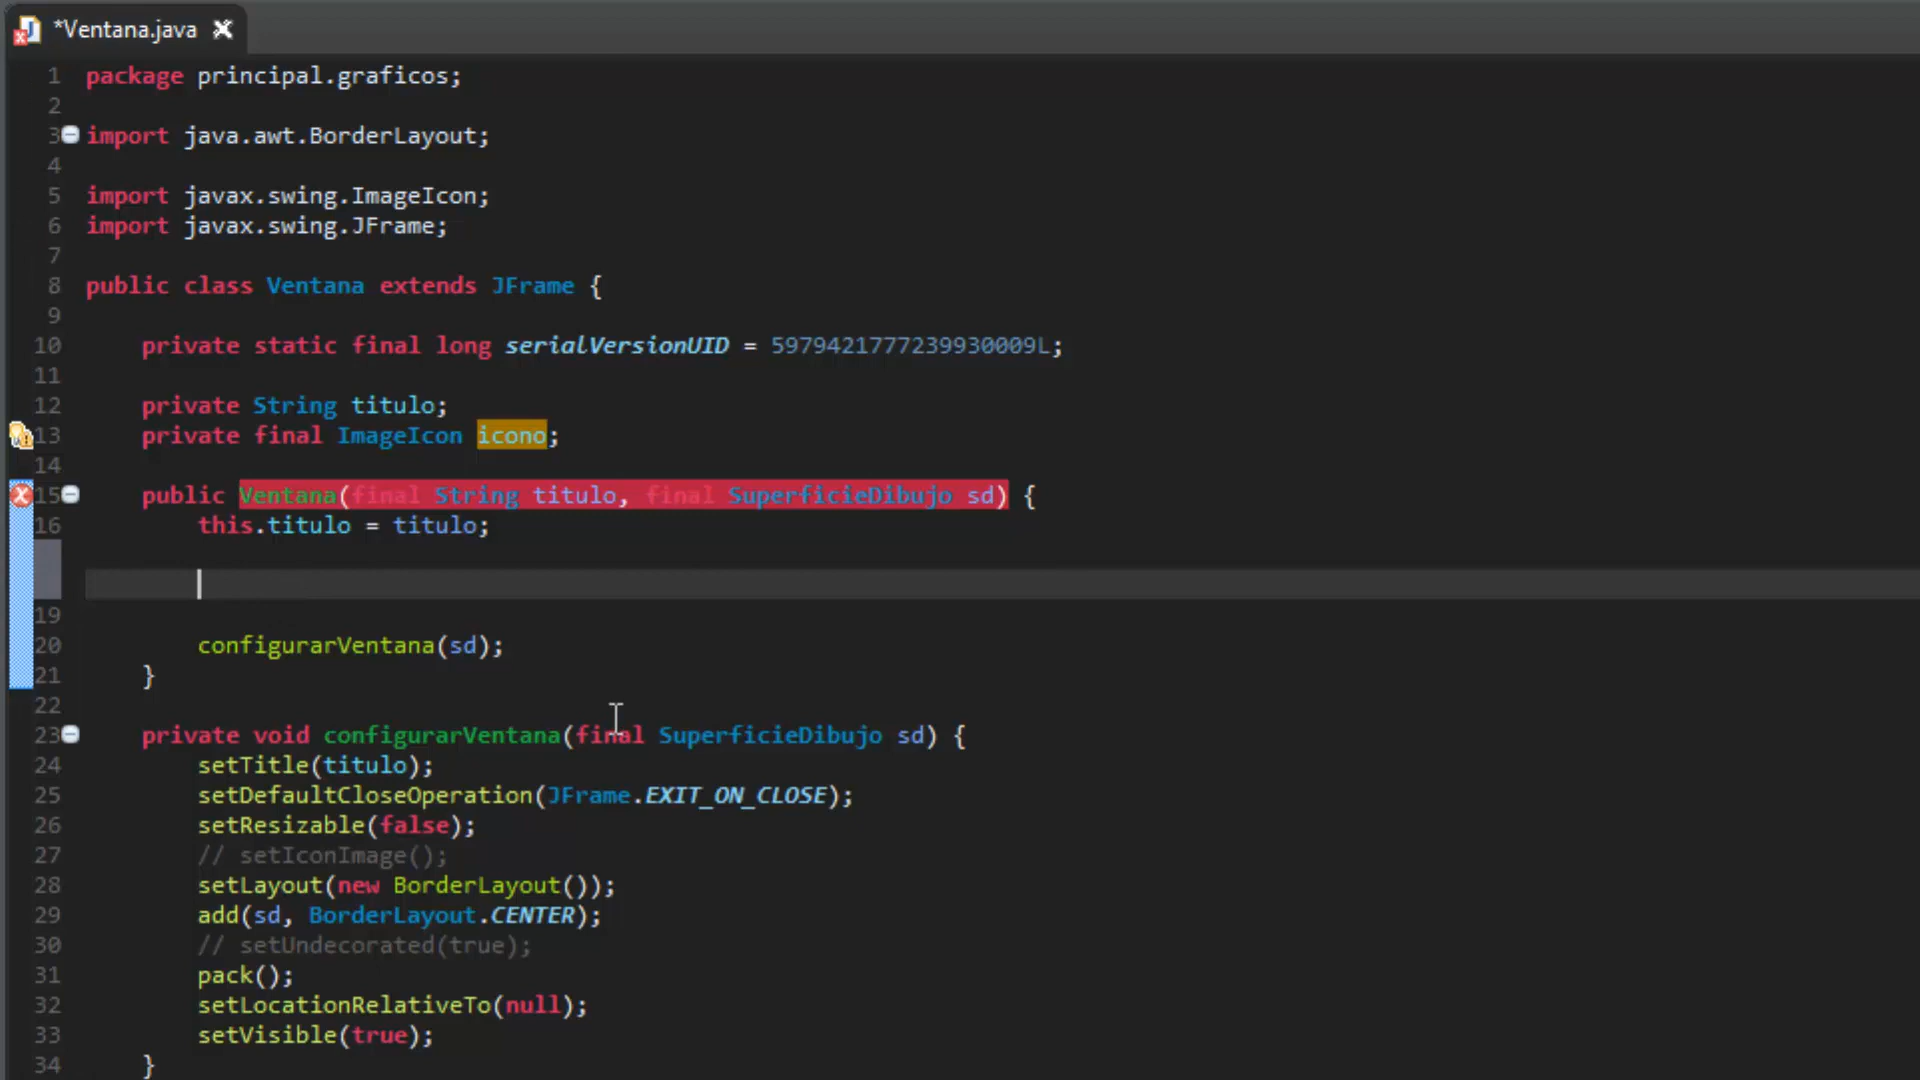 *Ventana.java
1 package principal.graficos;
2
3 import java.awt.BorderLayout;
4
5 import javax.swing.ImageIcon;
6 import javax.swing.JFrame;
7
8 public class Ventana extends JFrame {
9
10 private static final long serialVersionUID = 5979421777239930009L;
11
12 private String titulo;
13 private final ImageIcon icono;
14
15 public Ventana(final String titulo, final SuperficieDibujo sd) {
16 this.titulo = titulo;
19
20 configurarVentana(sd);
21 }
22
23 private void configurarVentana(final SuperficieDibujo sd) {
24 setTitle(titulo);
25 setDefaultCloseOperation(JFrame.EXIT_ON_CLOSE);
26 setResizable(false);
27 // setIconImage();
28 setLayout(new BorderLayout());
29 add(sd, BorderLayout.CENTER);
30 // setUndecorated(true);
31 pack();
32 setLocationRelativeTo(null);
33 setVisible(true);
34 }